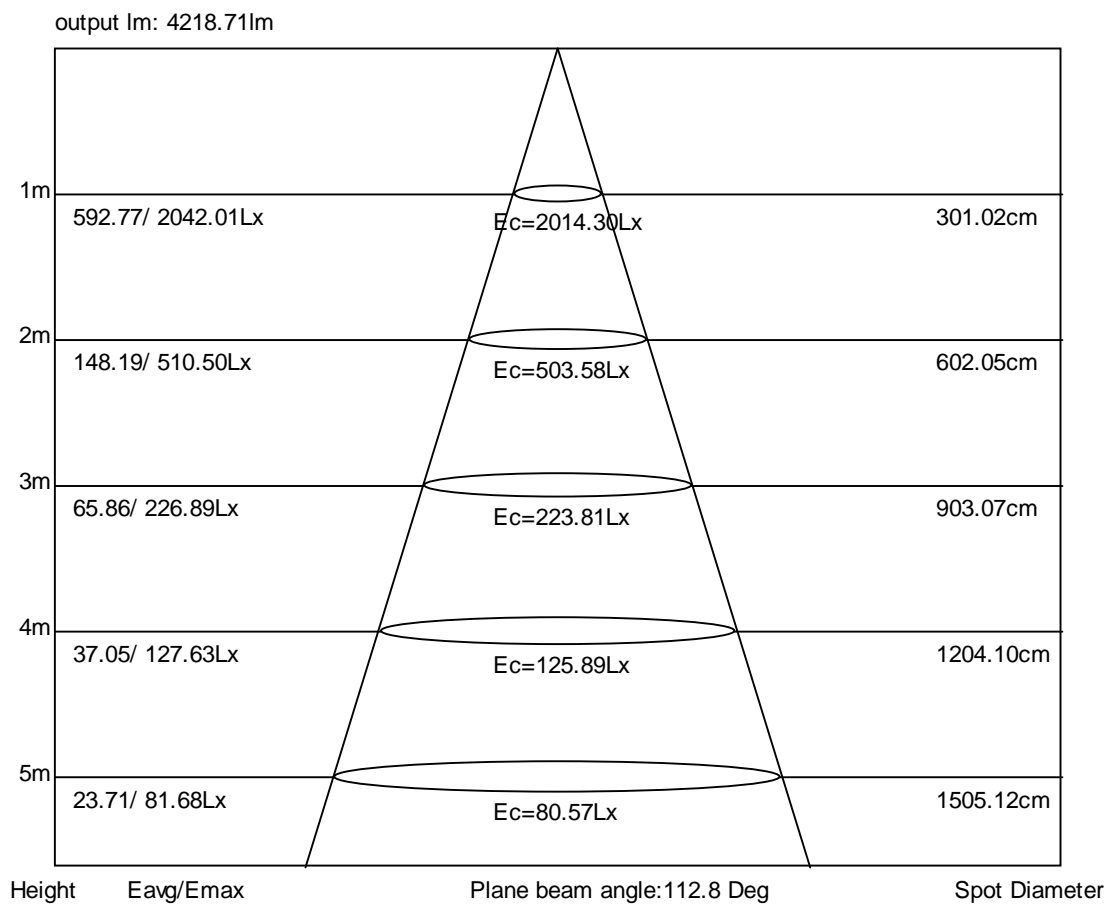 output lm: 4218.71lm
1m
592.77/ 2042.01Lx
Ec=2014.30Lx
301.02cm
2m
148.19/ 510.50Lx
Ec=503.58Lx
602.05cm
3m
65.86/ 226.89Lx
Ec=223.81Lx
903.07cm
4m
37.05/ 127.63Lx
Ec=125.89Lx
1204.10cm
5m
23.71/ 81.68Lx
Ec=80.57Lx
1505.12cm
Height Eavg/Emax Plane beam angle:112.8 Deg Spot Diameter